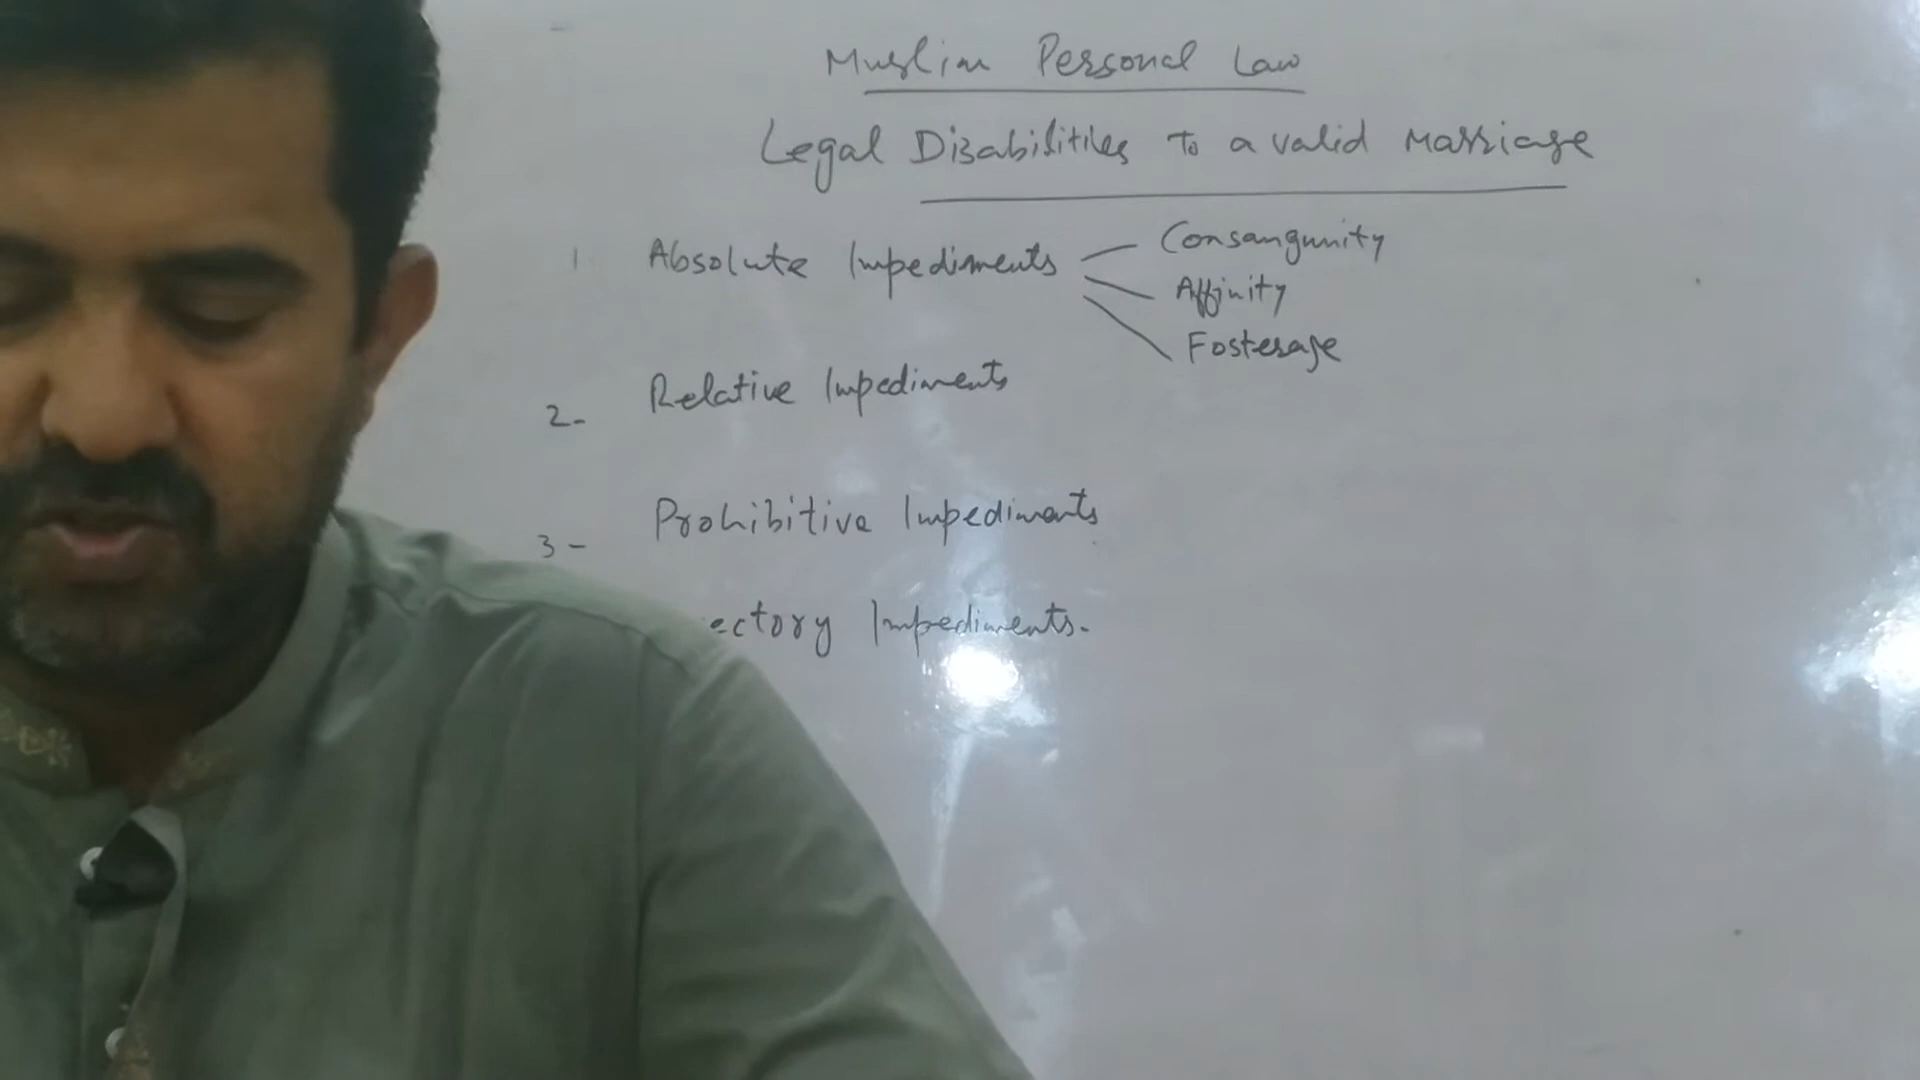 Muslim Personal Law
Legal Disabilities to a valid Marriage
1 Absolute Impediments
Consangunity
Affinity
Fosterage
2- Relative Impediments
3- Prohibitive Impediments
ectory Impediments.